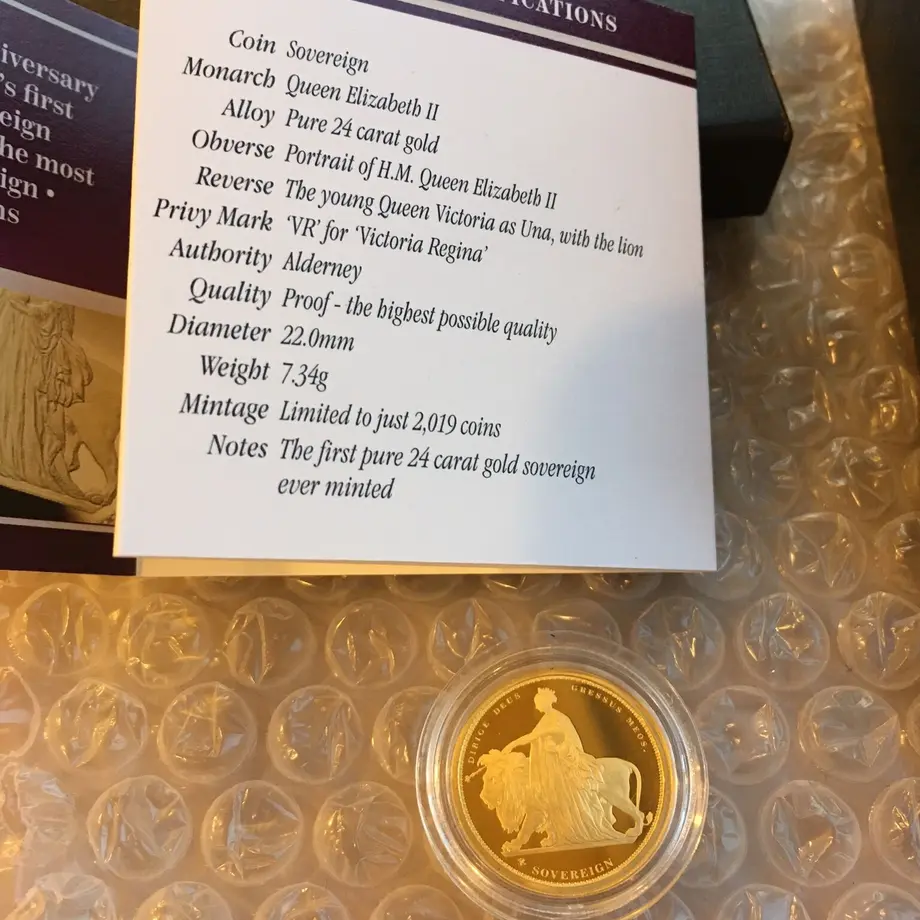 iversary
's first
eign
he most
ign •
ns
ICATIONS
Coin Sovereign
Monarch Queen Elizabeth II
Alloy Pure 24 carat gold
Obverse Portrait of H.M. Queen Elizabeth II
Reverse The young Queen Victoria as Una, with the lion
Privy Mark ‘VR’ for ‘Victoria Regina’
Authority Alderney
Quality Proof - the highest possible quality
Diameter 22.0mm
Weight 7.34g
Mintage Limited to just 2,019 coins
Notes The first pure 24 carat gold sovereign
ever minted
DIRIGE DEUS GRESSUS MEOS.
SOVEREIGN